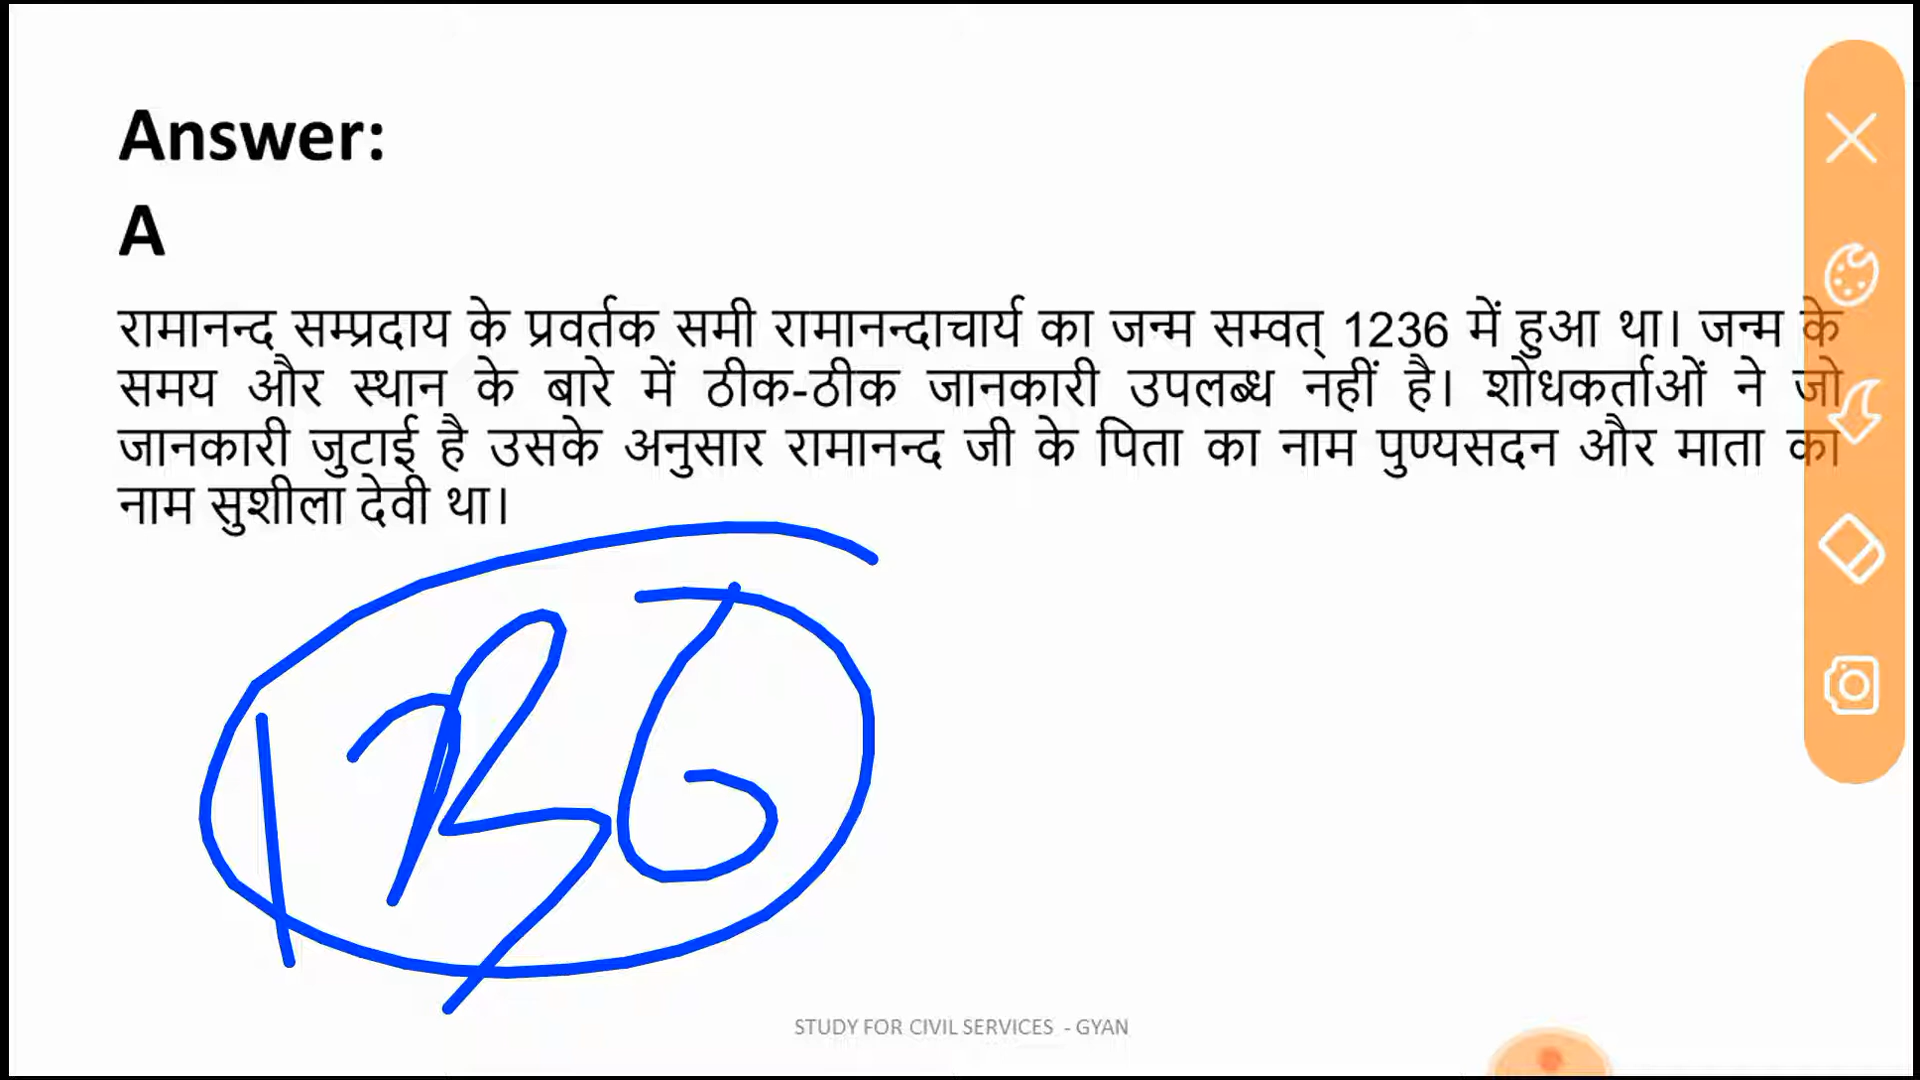 Answer:
A
रामानन्द सम्प्रदाय के प्रवर्तक समी रामानन्दाचार्य का जन्म सम्वत् 1236 में हुआ था। जन्म के
समय और स्थान के बारे में ठीक-ठीक जानकारी उपलब्ध नहीं है। शोधकर्ताओं ने जो
जानकारी जुटाई है उसके अनुसार रामानन्द जी के पिता का नाम पुण्यसदन और माता का
नाम सुशीला देवी था।
1236
STUDY FOR CIVIL SERVICES - GYAN